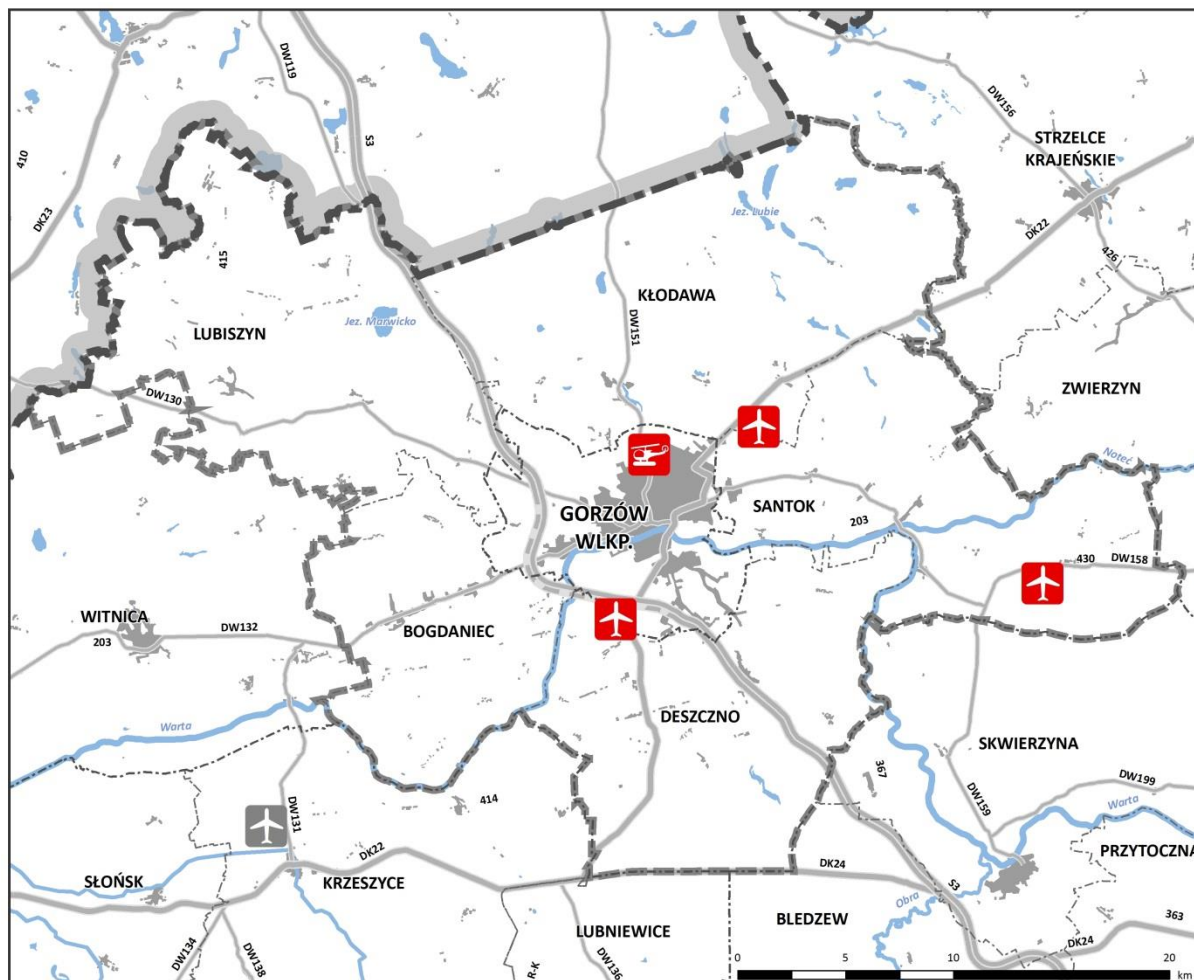 DW119
S3
410
DK23
415
DW156
STRZELCE
KRAJEŃSKIE
Jez. Lubie
DK22
426
KŁODAWA
Jez. Marwicko
LUBISZYN
DW151
ZWIERZYN
DW130
Noteć
SANTOK
GORZÓW
WLKP.
203
430
DW158
WITNICA
203
DW132
BOGDANIEC
Warta
DESZCZNO
SKWIERZYNA
367
DW199
DW159
Warta
414
DW131
DK22
PRZYTOCZNA
SŁOŃSK
KRZESZYCE
DK24
S3
Obra
BLEDZEW
363
LUBNIEWICE
DK24
DW134
DW138
R-K
DW136
0 5 10 20
km